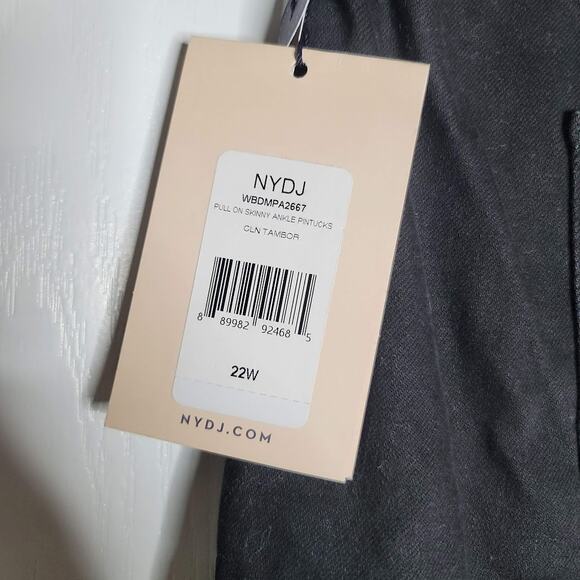 NYDJ
WBDMPA2667
PULL ON SKINNY ANKLE PINTUCKS
CLN TAMBOR
8 89982 92468 5
22W
NYDJ.COM